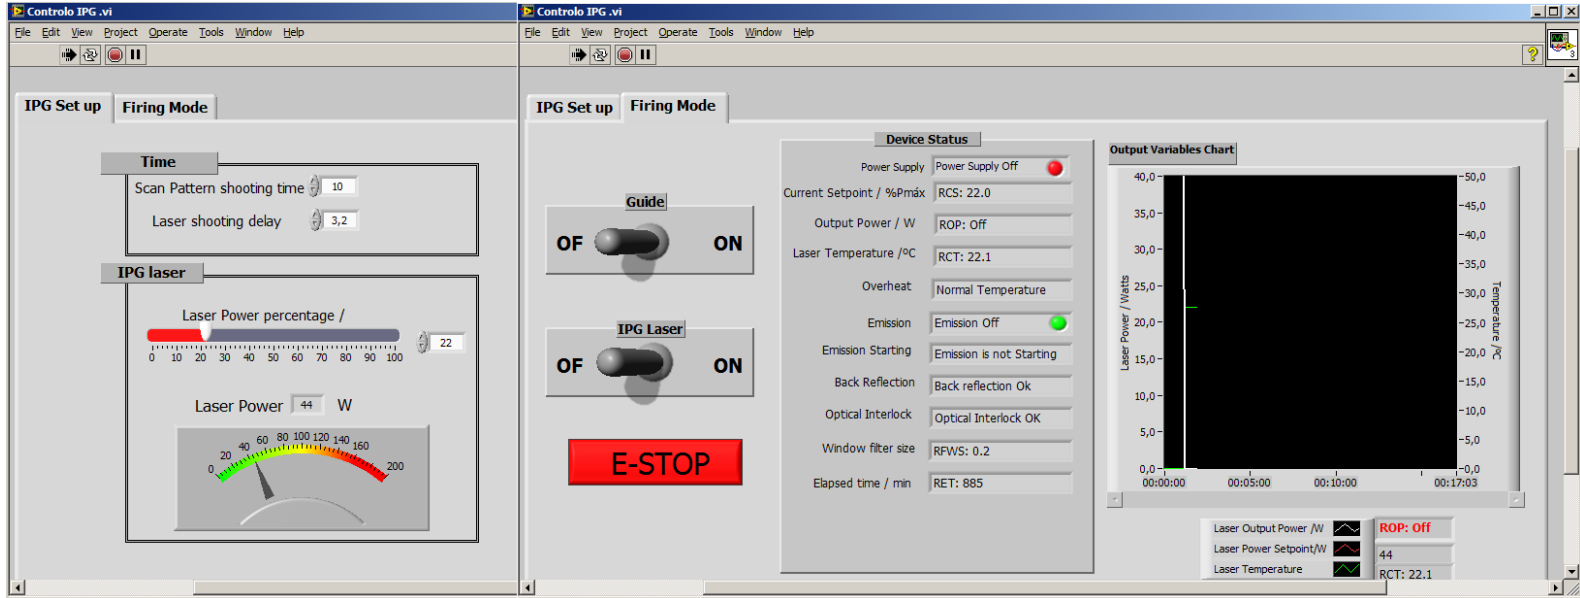 Controlo IPG .vi
File Edit View Project Operate Tools Window Help
IPG Set up Firing Mode
Time
Scan Pattern shooting time 10
Laser shooting delay 3,2
IPG laser
Laser Power percentage /
22
0 10 20 30 40 50 60 70 80 90 100
Laser Power 44 W
0 20 40 60 80 100 120 140 160 200
Controlo IPG .vi
File Edit View Project Operate Tools Window Help
?
3
IPG Set up Firing Mode
Guide
OF ON
IPG Laser
OF ON
E-STOP
Device Status
Power Supply Power Supply Off
Current Setpoint / %Pmáx RCS: 22.0
Output Power / W ROP: Off
Laser Temperature /ºC RCT: 22.1
Overheat Normal Temperature
Emission Emission Off
Emission Starting Emission is not Starting
Back Reflection Back reflection Ok
Optical Interlock Optical Interlock OK
Window filter size RFWS: 0.2
Elapsed time / min RET: 885
Output Variables Chart
Laser Power / Watts
40,0
35,0
30,0
25,0
20,0
15,0
10,0
5,0
0,0
50,0
45,0
40,0
35,0
30,0
25,0
20,0
15,0
10,0
5,0
0,0
Temperature /ºC
00:00:00 00:05:00 00:10:00 00:17:03
Laser Output Power /W ROP: Off
Laser Power Setpoint/W 44
Laser Temperature RCT: 22.1